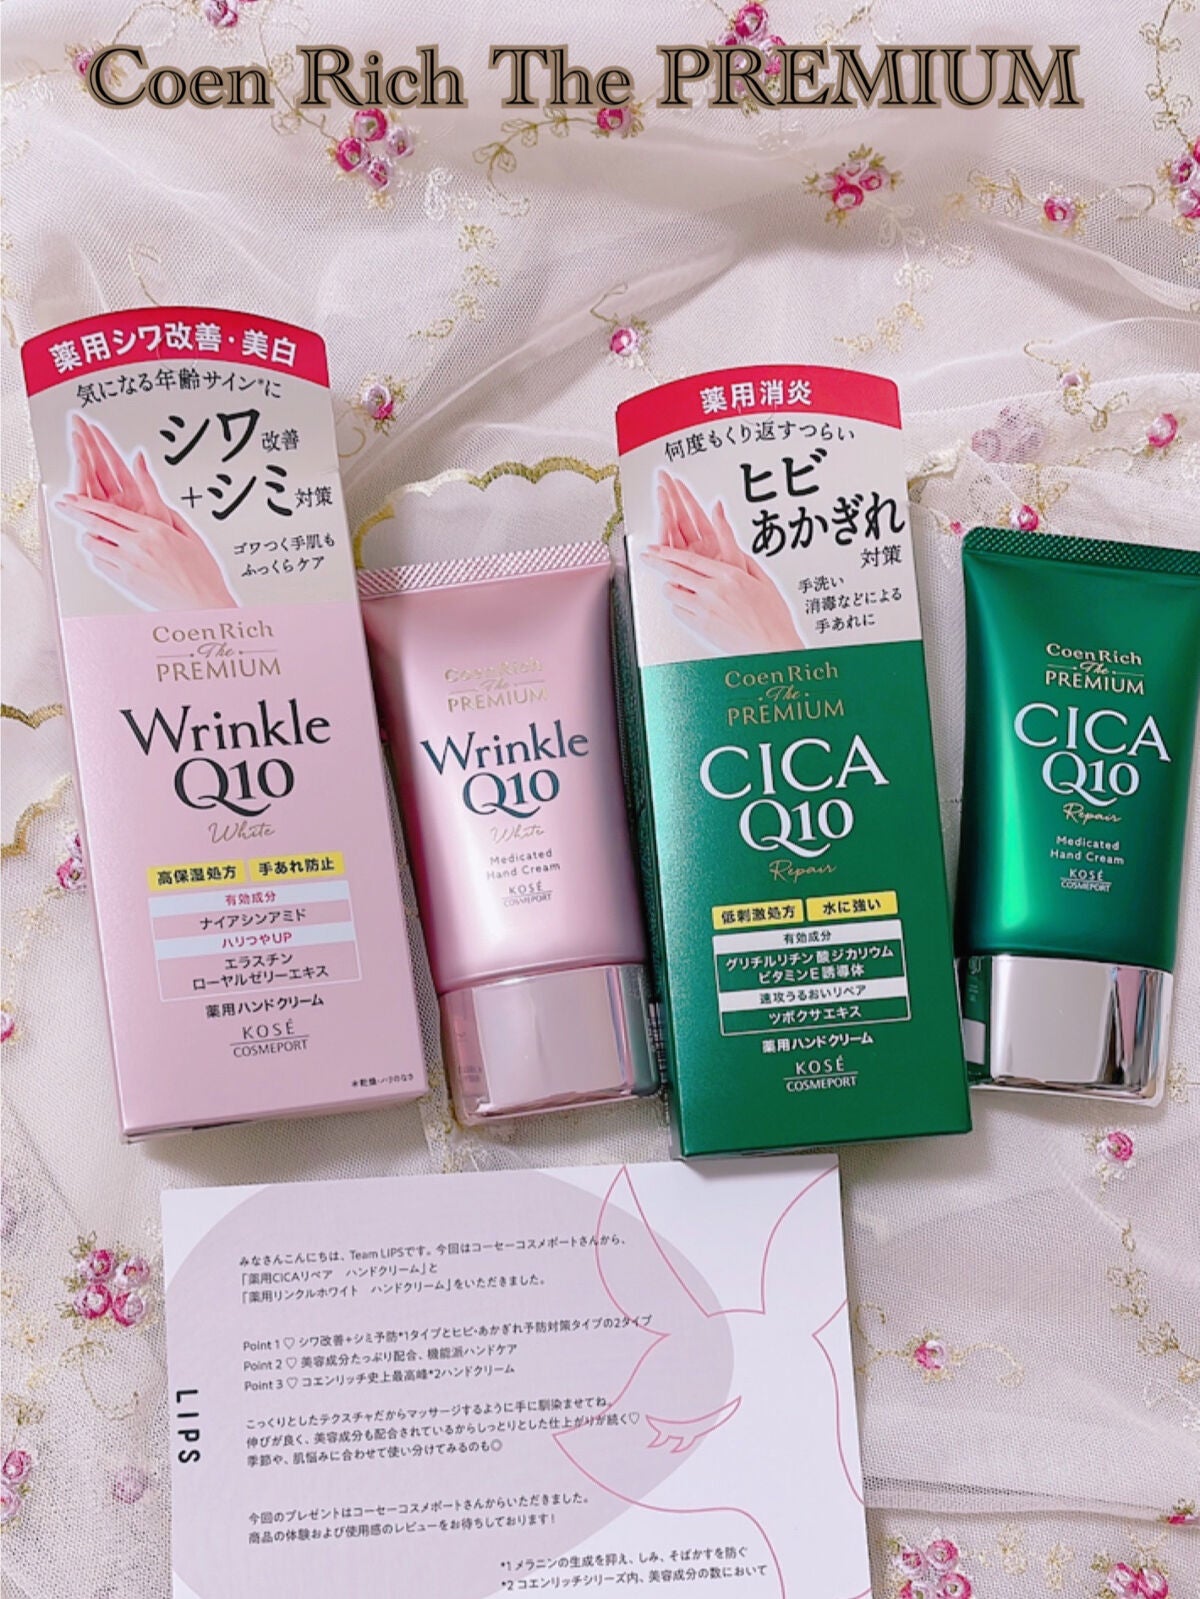 Coen Rich The PREMIUM
薬用シワ改善・美白
気になる年齢サイン*に
シワ改善
+シミ対策
ゴワつく手肌も
ふっくらケア
CoenRich
The
PREMIUM
Wrinkle
Q10
White
高保湿処方 手あれ防止
有効成分
ナイアシンアミド
ハリつやUP
エラスチン
ローヤルゼリーエキス
薬用ハンドクリーム
KOSÉ
COSMEPORT
*乾燥・ハリのなさ
CoenRich
The
PREMIUM
Wrinkle
Q10
White
Medicated
Hand Cream
KOSÉ
COSMEPORT
薬用消炎
何度もくり返すつらい
ヒビ
あかぎれ
対策
手洗い
消毒などによる
手あれに
CoenRich
The
PREMIUM
CICA
Q10
Repair
低刺激処方 水に強い
有効成分
グリチルリチン酸ジカリウム
ビタミンE誘導体
速攻うるおいリペア
ツボクサエキス
薬用ハンドクリーム
KOSÉ
COSMEPORT
CoenRich
The
PREMIUM
CICA
Q10
Repair
Medicated
Hand Cream
KOSÉ
COSMEPORT
LIPS
みなさんこんにちは、Team LIPSです。今回はコーセーコスメポートさんから、
「薬用CICAリペア ハンドクリーム」と
「薬用リンクルホワイト ハンドクリーム」をいただきました。
Point 1 ♡ シワ改善+シミ予防*1タイプとヒビ・あかぎれ予防対策タイプの2タイプ
Point 2 ♡ 美容成分たっぷり配合、機能派ハンドケア
Point 3 ♡ コエンリッチ史上最高峰*2ハンドクリーム
こっくりとしたテクスチャだからマッサージするように手に馴染ませてね。
伸びが良く、美容成分も配合されているからしっとりとした仕上がりが続く♡
季節や、肌悩みに合わせて使い分けてみるのも◎
今回のプレゼントはコーセーコスメポートさんからいただきました。
商品の体験および使用感のレビューをお待ちしております!
*1 メラニンの生成を抑え、しみ、そばかすを防ぐ
*2 コエンリッチシリーズ内、美容成分の数において